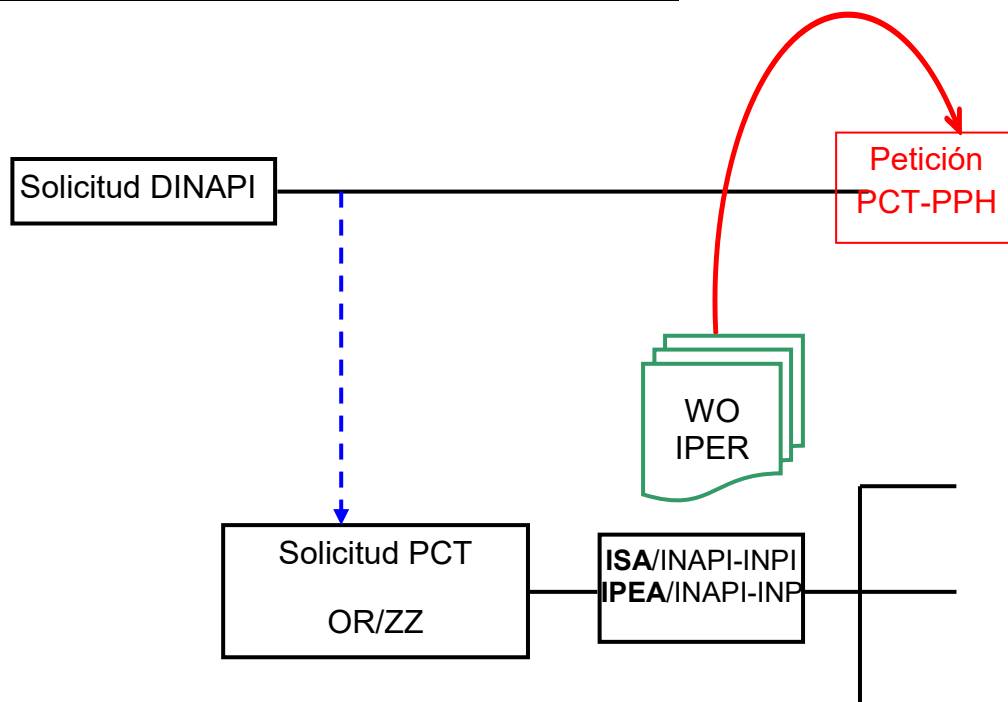 Solicitud DINAPI
Petición
PCT-PPH
WO
IPER
Solicitud PCT
OR/ZZ
ISA/INAPI-INPI
IPEA/INAPI-INP